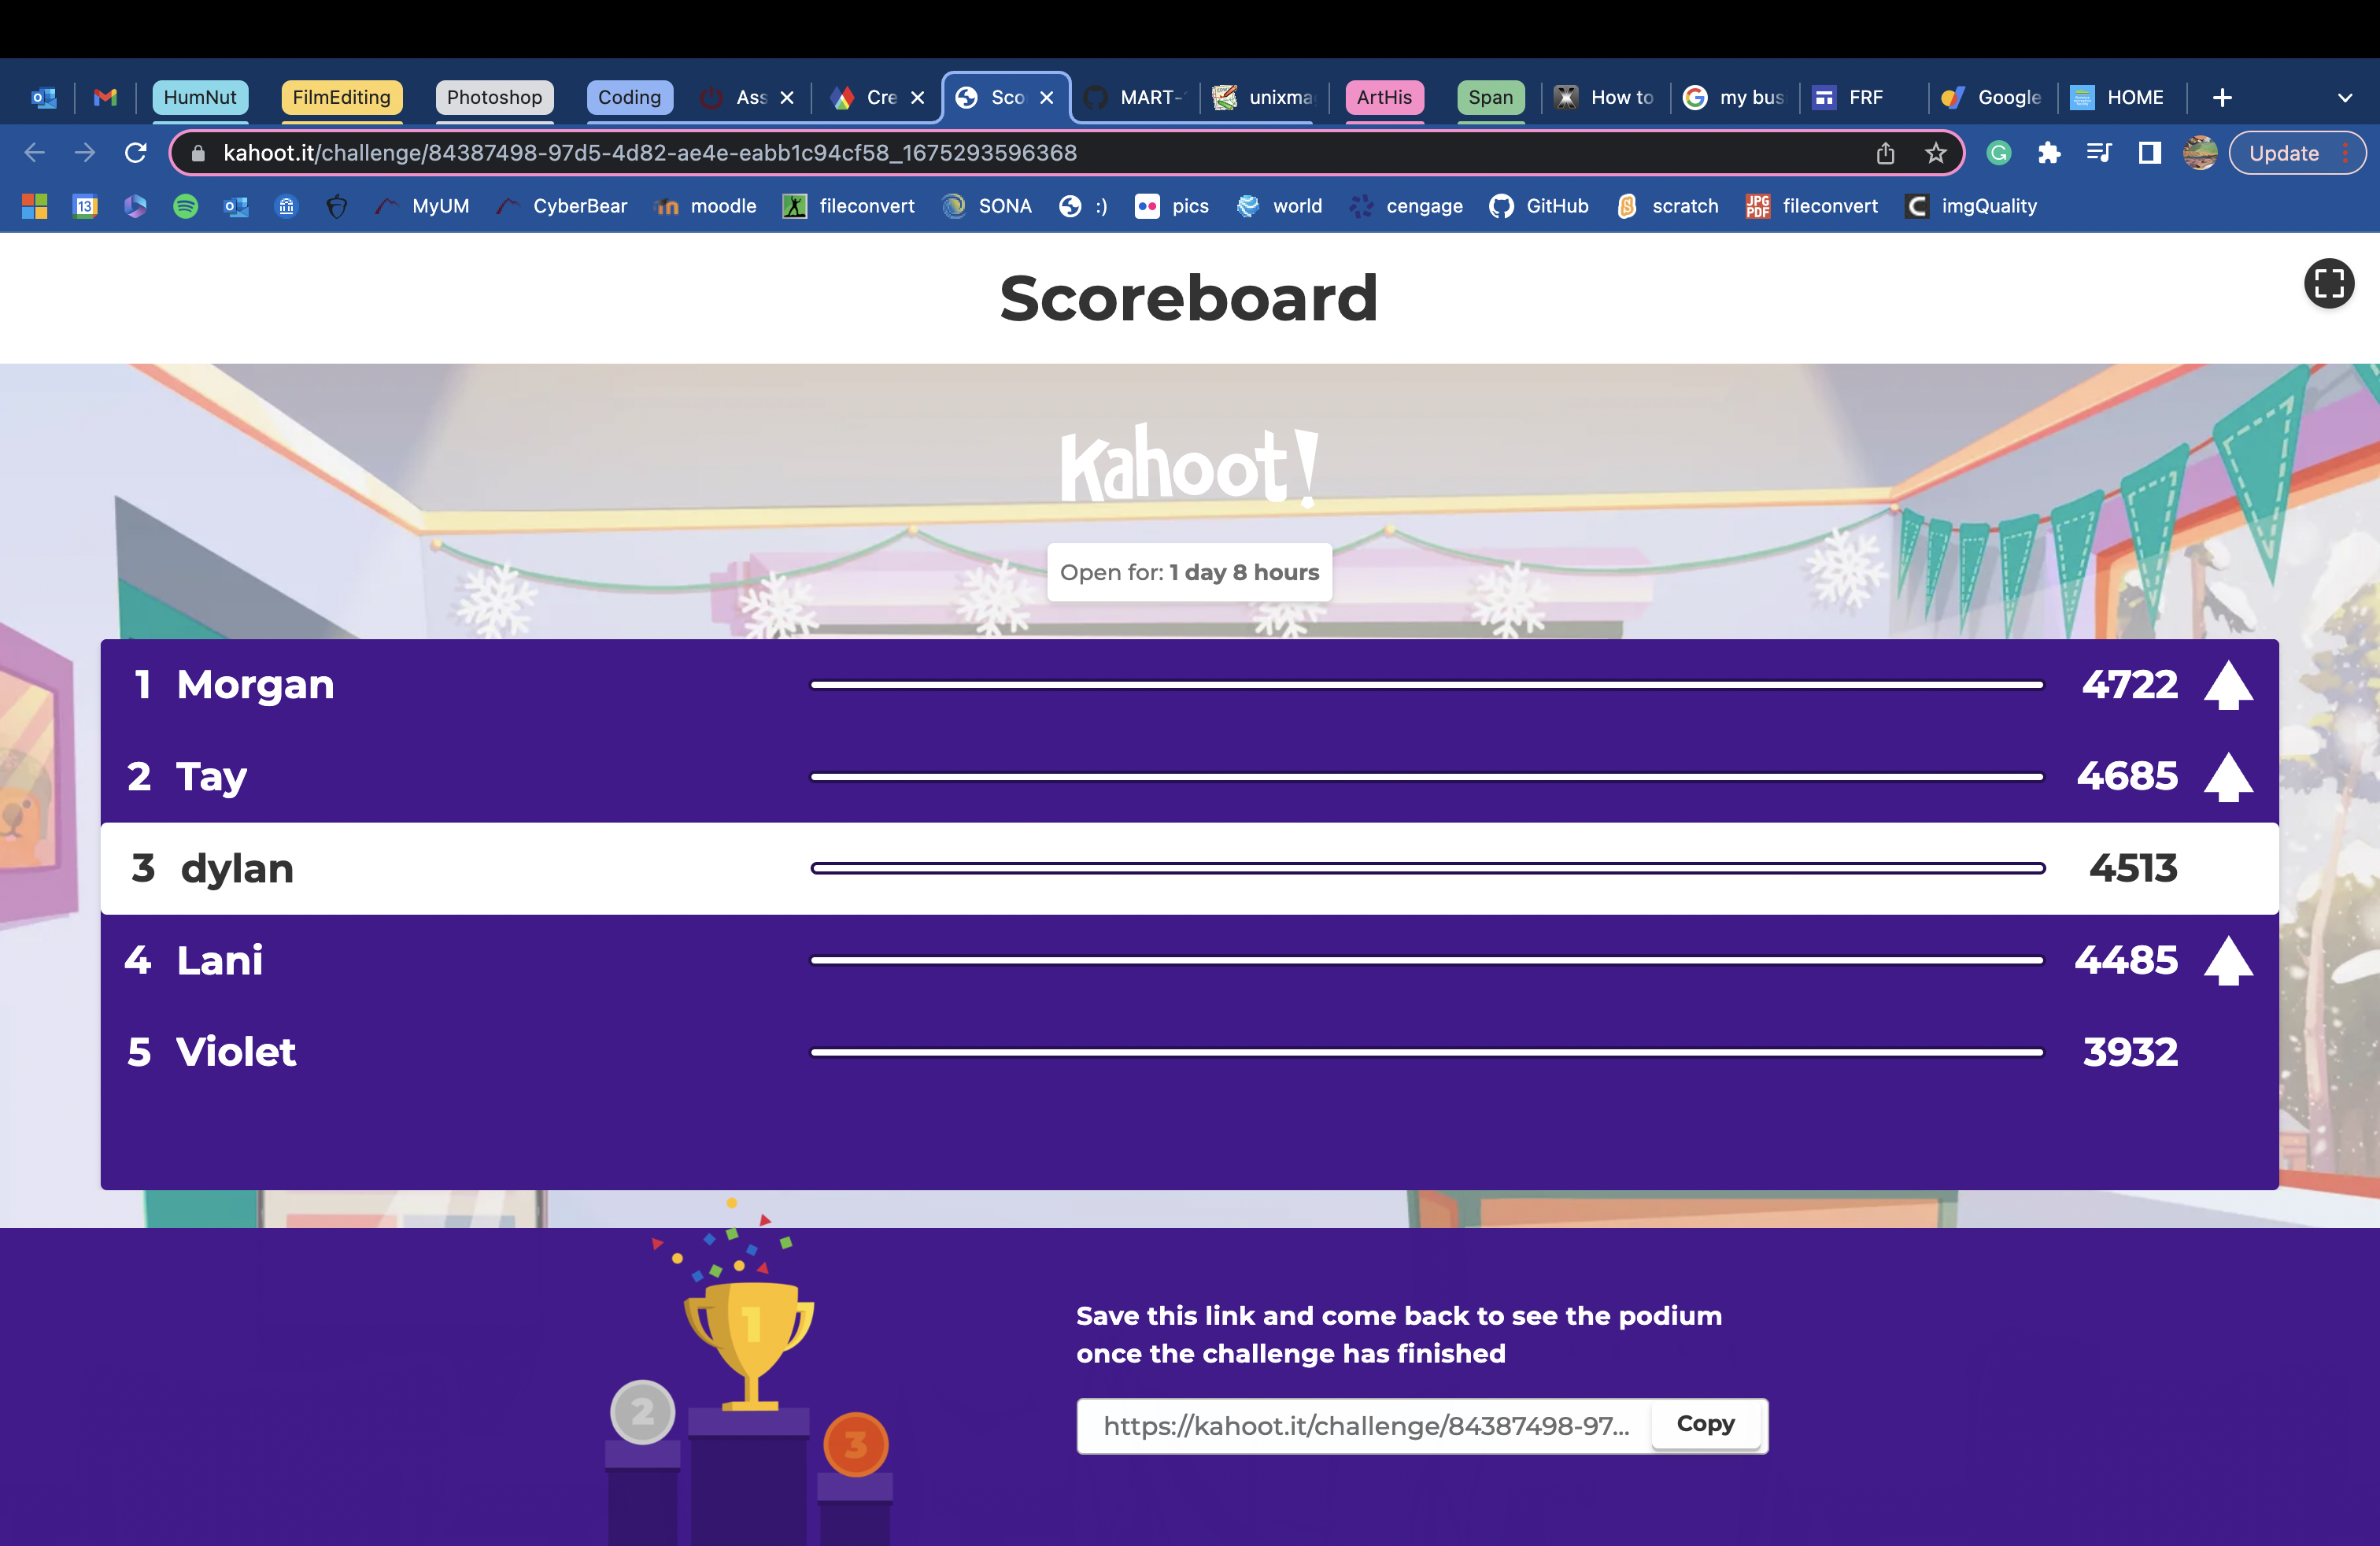 HumNut FilmEditing Photoshop Coding Ass Cre Sco MART- unixma ArtHis Span How to my bus FRF Google HOME
kahoot.it/challenge/84387498-97d5-4d82-ae4e-eabb1c94cf58_1675293596368 Update
13 MyUM CyberBear moodle fileconvert SONA :) pics world cengage GitHub scratch JPG PDF fileconvert imgQuality
Scoreboard
Kahoot!
Open for: 1 day 8 hours
1 Morgan 4722
2 Tay 4685
3 dylan 4513
4 Lani 4485
5 Violet 3932
1
2
3
Save this link and come back to see the podium
once the challenge has finished
https://kahoot.it/challenge/84387498-97... Copy